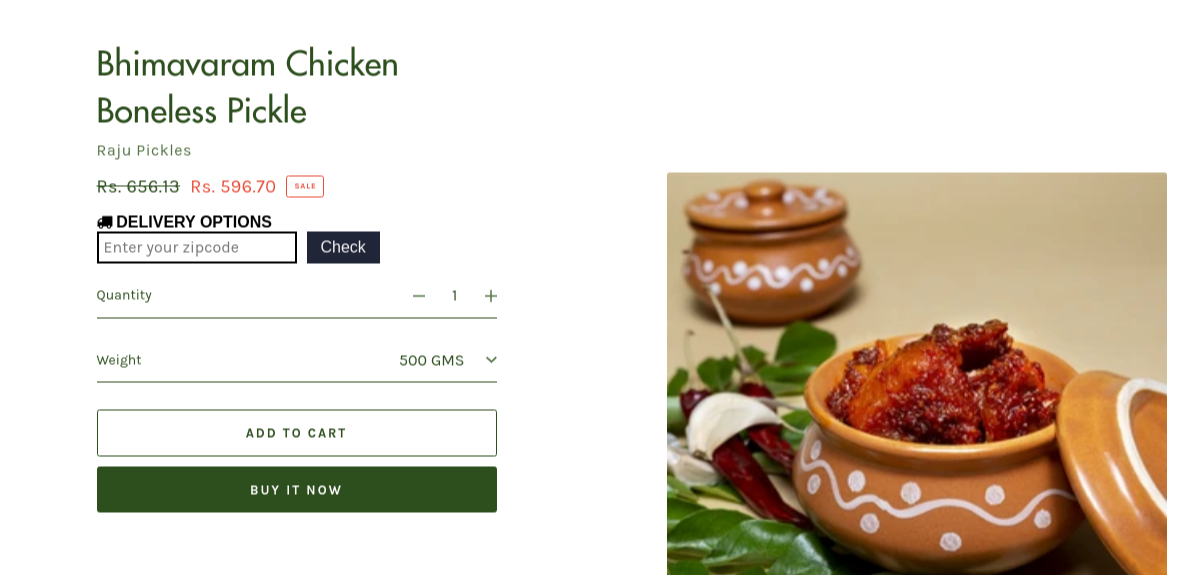 Bhimavaram Chicken
Boneless Pickle
Raju Pickles
Rs. 656.13 Rs. 596.70 SALE
DELIVERY OPTIONS
Enter your zipcode Check
Quantity 1
Weight 500 GMS
ADD TO CART
BUY IT NOW